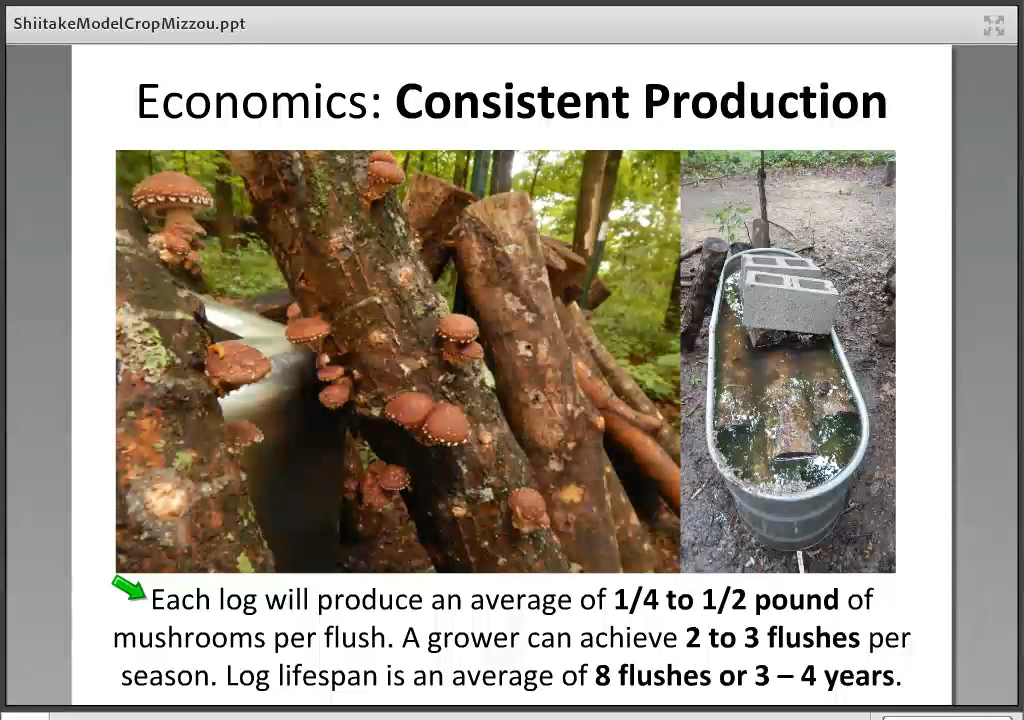 ShiitakeModelCropMizzou.ppt
Economics: Consistent Production
Each log will produce an average of 1/4 to 1/2 pound of
mushrooms per flush. A grower can achieve 2 to 3 flushes per
season. Log lifespan is an average of 8 flushes or 3 – 4 years.